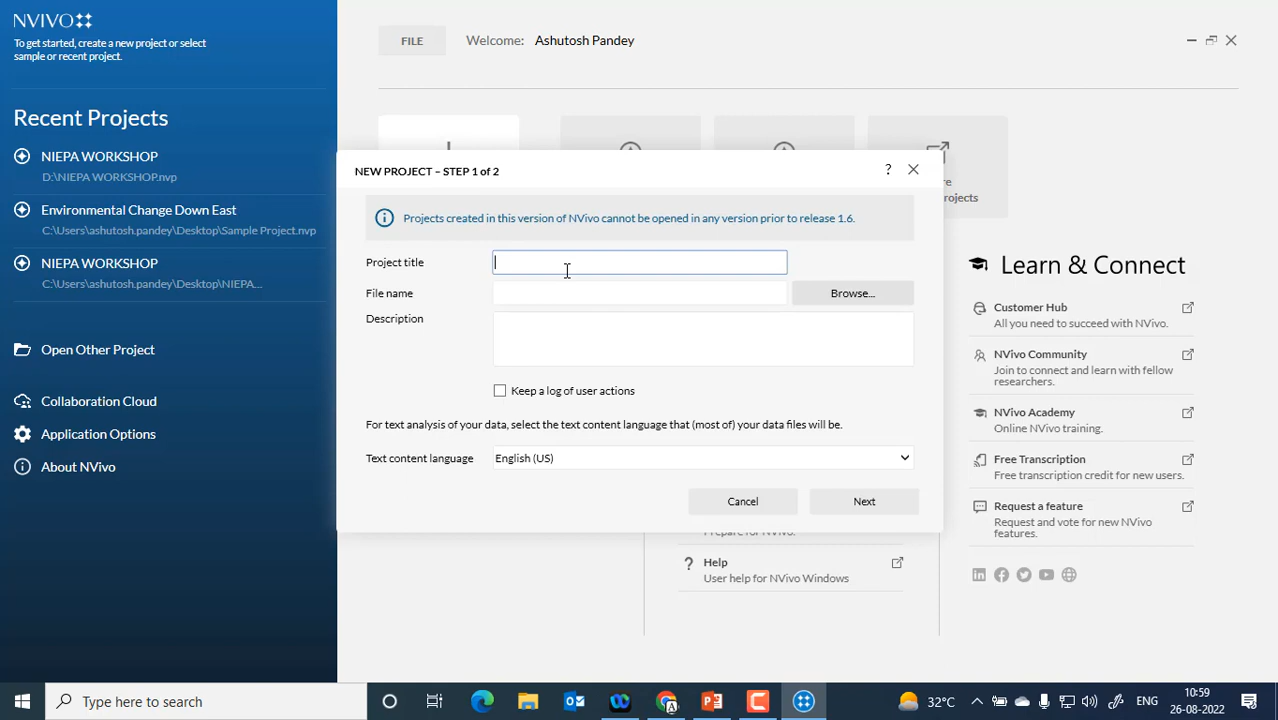 NVIVO
To get started, create a new project or select
sample or recent project.
Recent Projects
NIEPA WORKSHOP
D:\NIEPA WORKSHOP.nvp
Environmental Change Down East
C:\Users\ashutosh.pandey\Desktop\Sample Project.nvp
NIEPA WORKSHOP
C:\Users\ashutosh.pandey\Desktop\NIEPA...
Open Other Project
Collaboration Cloud
Application Options
About NVivo
FILE
Welcome: Ashutosh Pandey
NEW PROJECT – STEP 1 of 2
?
Projects created in this version of NVivo cannot be opened in any version prior to release 1.6.
Project title
File name
Browse...
Description
Keep a log of user actions
For text analysis of your data, select the text content language that (most of) your data files will be.
Text content language
English (US)
Cancel
Next
Help
User help for NVivo Windows
Learn & Connect
Customer Hub
All you need to succeed with NVivo.
NVivo Community
Join to connect and learn with fellow
researchers.
NVivo Academy
Online NVivo training.
Free Transcription
Free transcription credit for new users.
Request a feature
Request and vote for new NVivo
features.
Type here to search
32°C
ENG
10:59
26-08-2022